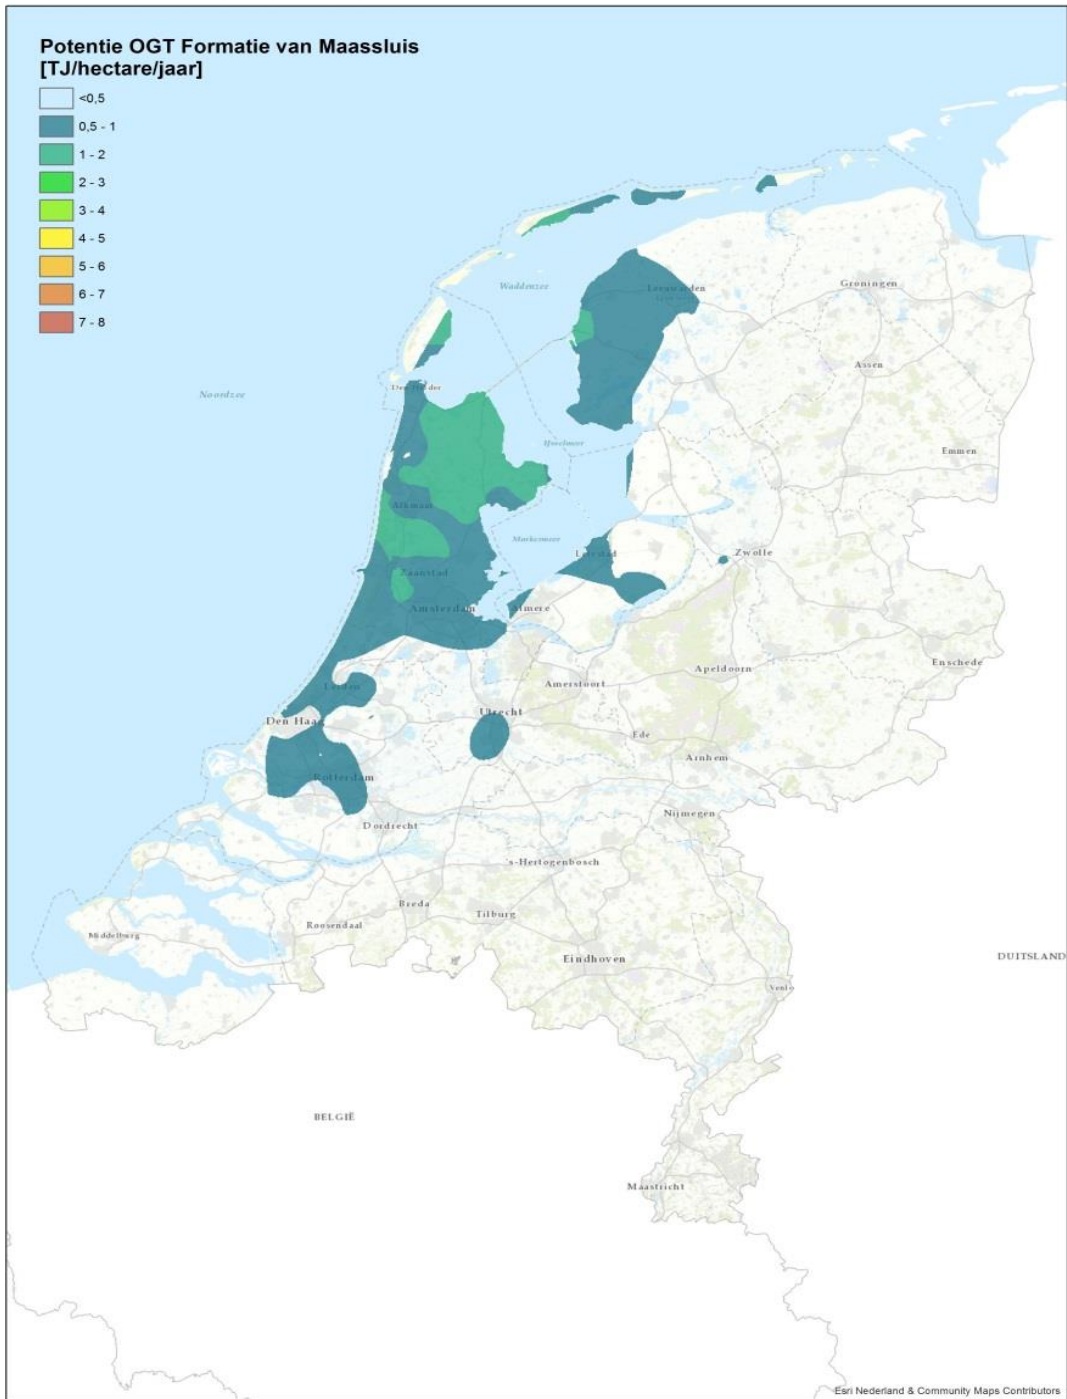 Potentie OGT Formatie van Maassluis
[TJ/hectare/jaar]
<0,5
0,5 - 1
1 - 2
2 - 3
3 - 4
4 - 5
5 - 6
6 - 7
7 - 8
Waddenzee
Leeuwarden
Groningen
Assen
Den Helder
Noordzee
IJsselmeer
Emmen
Alkmaar
Markermeer
Lelystad
Zwolle
Zaanstad
Amsterdam
Almere
Enschede
Apeldoorn
Amersfoort
Leiden
Utrecht
Den Haag
Ede
Arnhem
Rotterdam
Nijmegen
Dordrecht
's-Hertogenbosch
Breda
Tilburg
Roosendaal
Middelburg
Eindhoven
DUITSLAND
Venlo
BELGIË
Maastricht
Esri Nederland & Community Maps Contributors